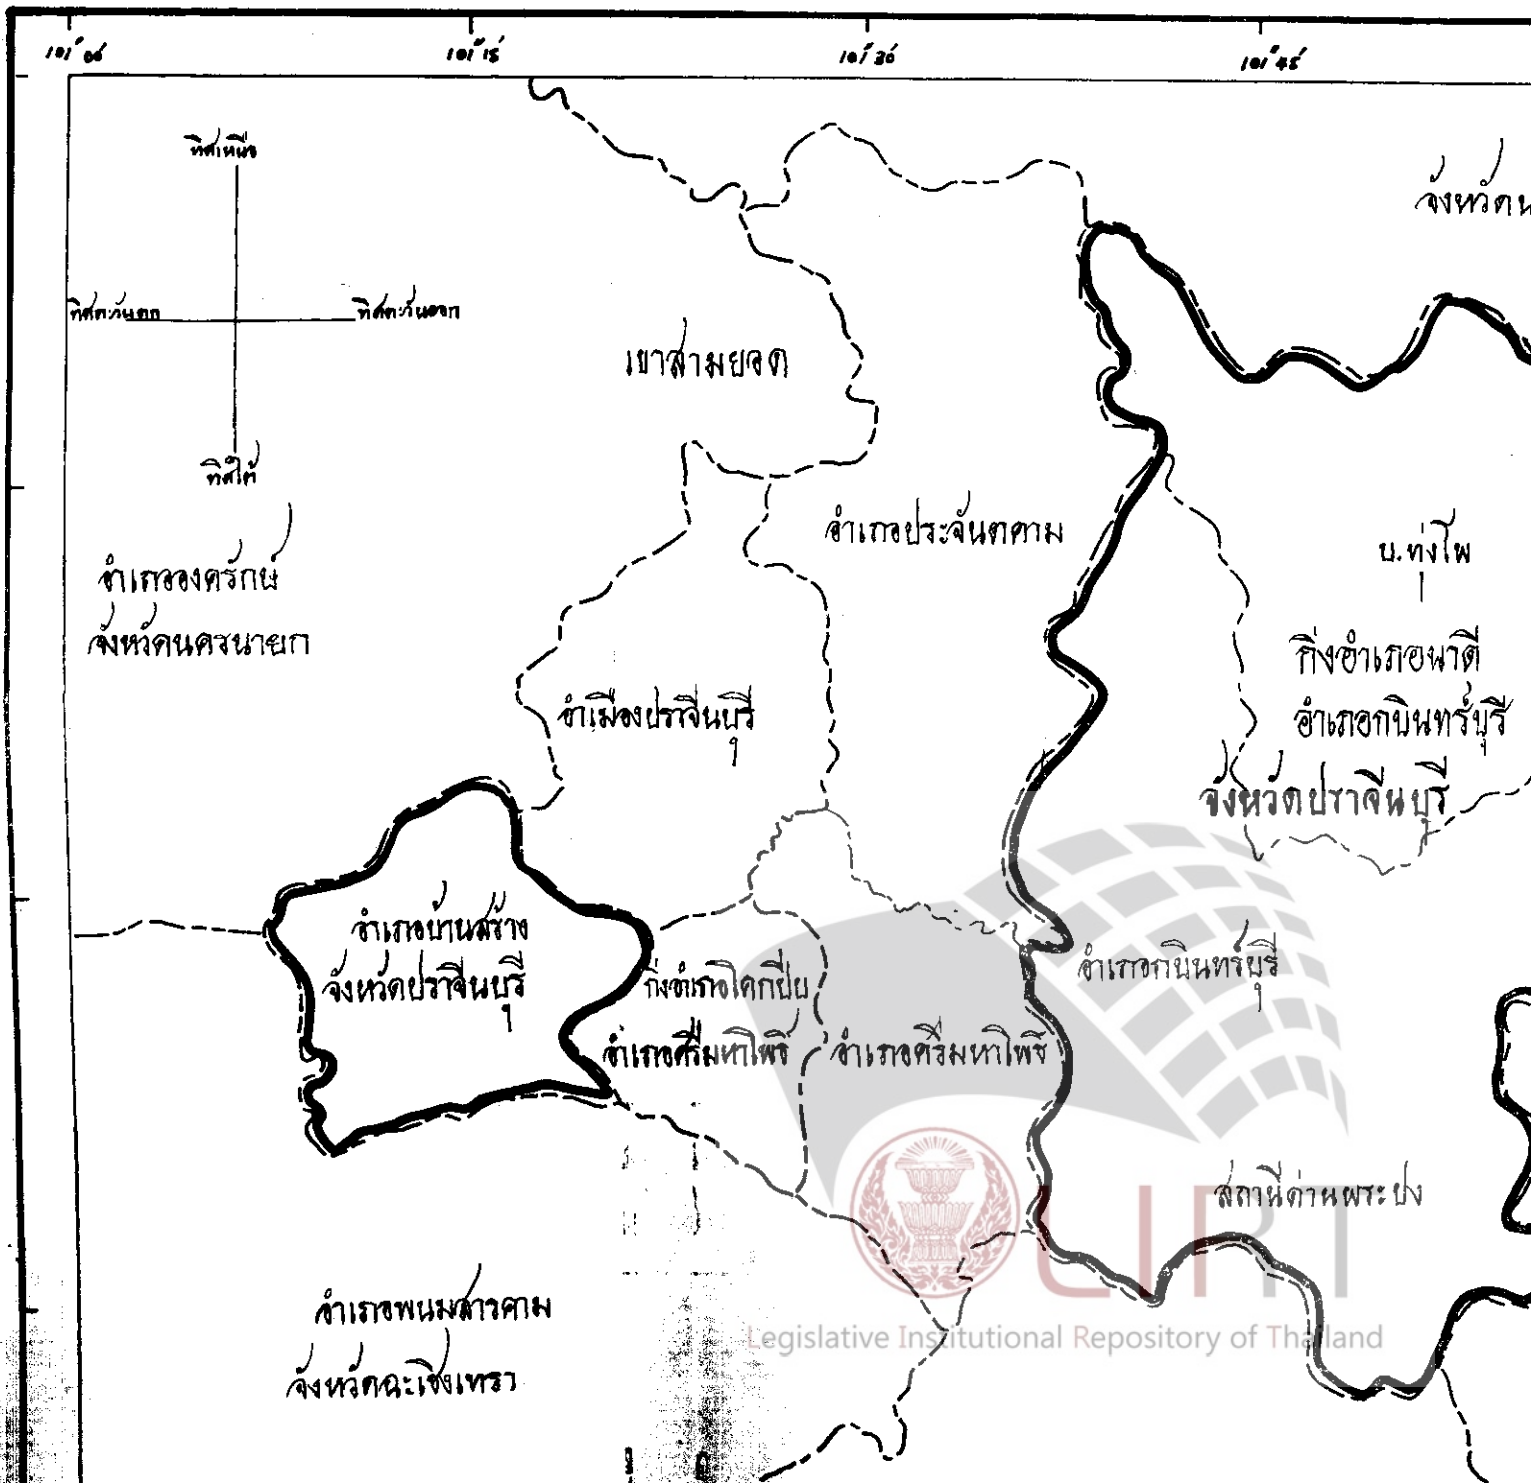 101°00' 101°15' 101°30' 101°45'
ทิศเหนือ
ทิศตะวันตก ทิศตะวันออก
ทิศใต้
จังหวัดน
เขาสามยอด
อำเภอประจันตคาม
บ.ทุ่งโพ
อำเภอองครักษ์
จังหวัดนครนายก
กิ่งอำเภอนาดี
อำเภอกบินทร์บุรี
จังหวัดปราจีนบุรี
อำเมืองปราจีนบุรี
อำเภอบ้านสร้าง
จังหวัดปราจีนบุรี
กิ่งอำเภอโคกปีบ
อำเภอศรีมหาโพธิ
อำเภอศรีมหาโพธิ
อำเภอกบินทร์บุรี
สถานีด่านพระปง
LIRT
Legislative Institutional Repository of Thailand
อำเภอพนมสารคาม
จังหวัดฉะเชิงเทรา